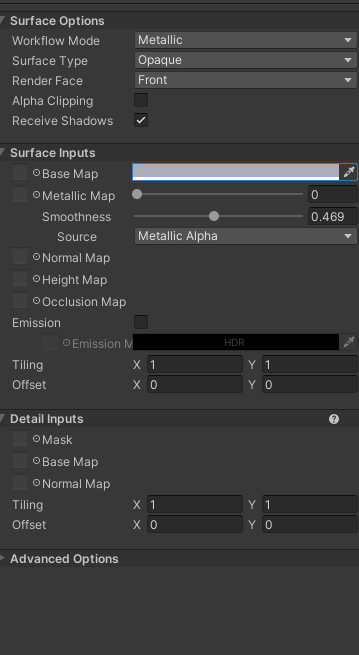 Surface Options
Workflow Mode Metallic
Surface Type Opaque
Render Face Front
Alpha Clipping
Receive Shadows
Surface Inputs
Base Map
Metallic Map 0
Smoothness 0.469
Source Metallic Alpha
Normal Map
Height Map
Occlusion Map
Emission
Emission M HDR
Tiling X 1 Y 1
Offset X 0 Y 0
Detail Inputs ?
Mask
Base Map
Normal Map
Tiling X 1 Y 1
Offset X 0 Y 0
Advanced Options